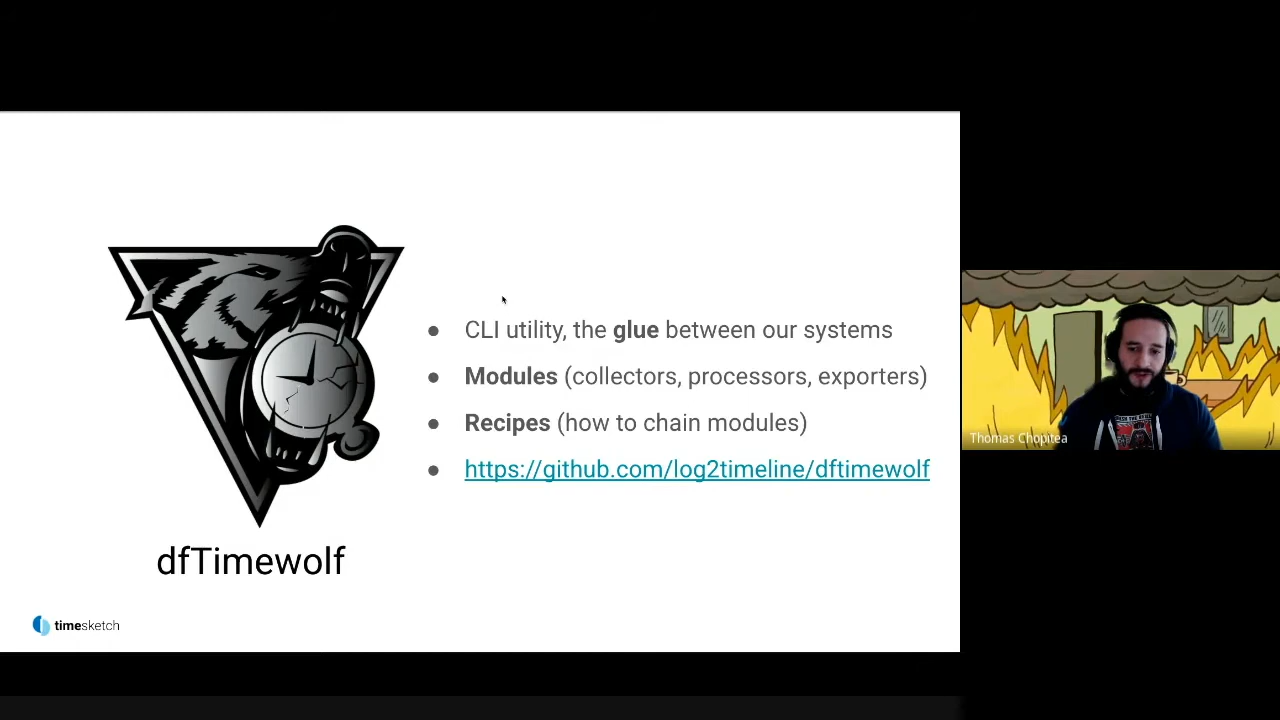 CLI utility, the glue between our systems
Modules (collectors, processors, exporters)
Recipes (how to chain modules)
https://github.com/log2timeline/dftimewolf
dfTimewolf
timesketch
Thomas Chopitea